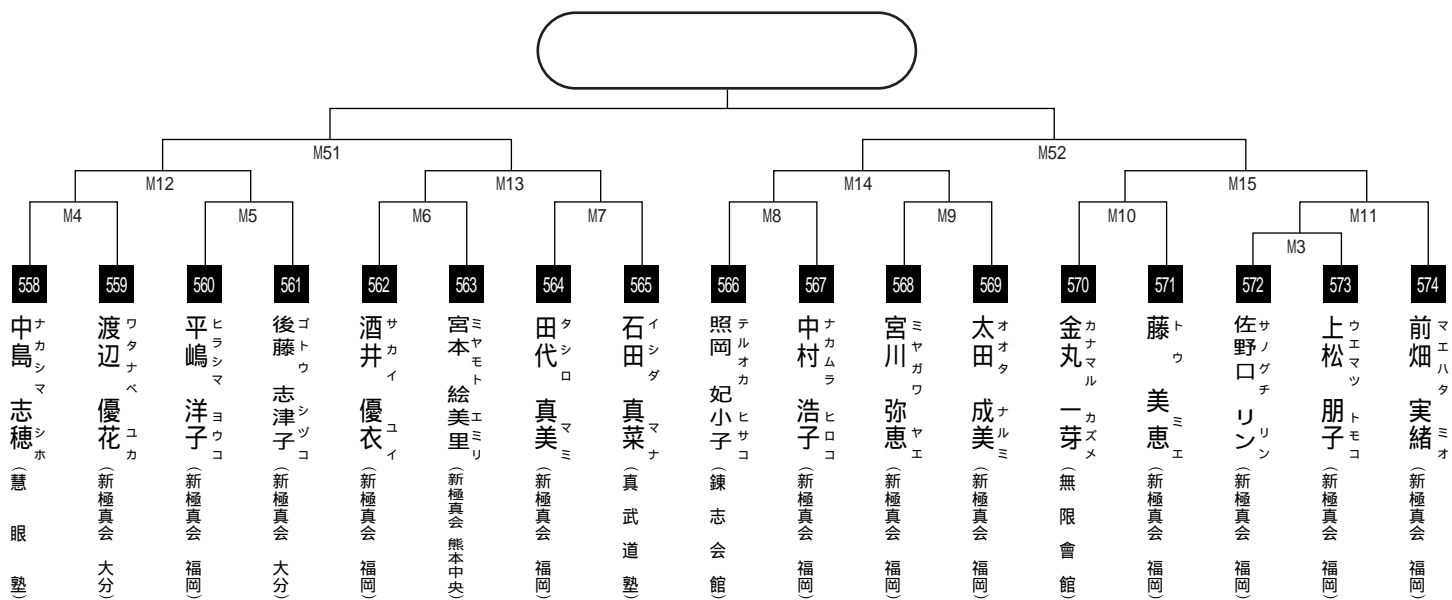 M51
M52
M12
M13
M14
M15
M4
M5
M6
M7
M8
M9
M10
M11
M3
558
中島 志穂
ナカシマ シホ
(慧眼塾)
559
渡辺 優花
ワタナベ ユカ
(新極真会 大分)
560
平嶋 洋子
ヒラシマ ヨウコ
(新極真会 福岡)
561
後藤 志津子
ゴトウ シヅコ
(新極真会 大分)
562
酒井 優衣
サカイ ユイ
(新極真会 福岡)
563
宮本 絵美里
ミヤモト エミリ
(新極真会 熊本中央)
564
田代 真美
タシロ マミ
(新極真会 福岡)
565
石田 真菜
イシダ マナ
(真武道塾)
566
照岡 妃小子
テルオカ ヒサコ
(錬志会館)
567
中村 浩子
ナカムラ ヒロコ
(新極真会 福岡)
568
宮川 弥恵
ミヤガワ ヤエ
(新極真会 福岡)
569
太田 成美
オオタ ナルミ
(新極真会 福岡)
570
金丸 一芽
カナマル カズメ
(無限會館)
571
藤 美恵
トウ ミエ
(新極真会 福岡)
572
佐野口 リン
サノグチ リン
(新極真会 福岡)
573
上松 朋子
ウエマツ トモコ
(新極真会 福岡)
574
前畑 実緒
マエハタ ミオ
(新極真会 福岡)